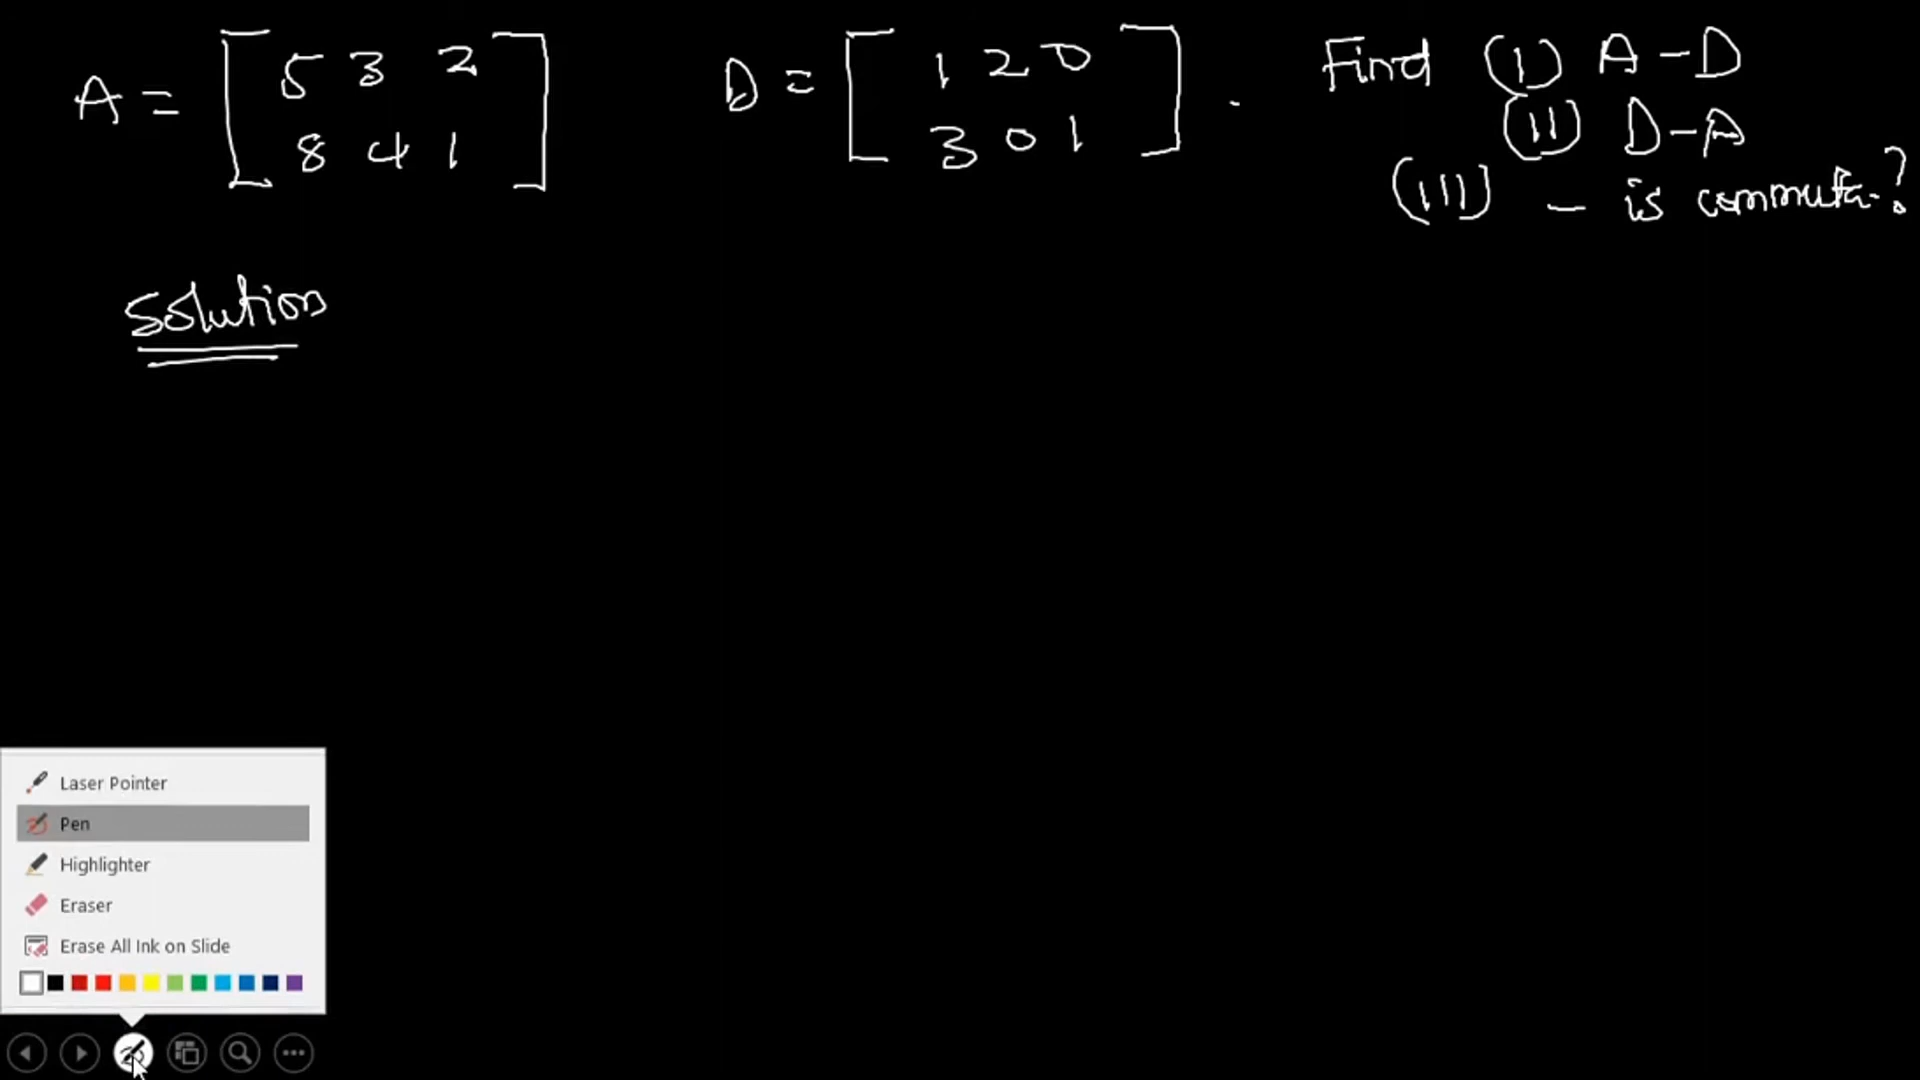 A = [ 5 3 2
8 4 1 ]
D = [ 1 2 0
3 0 1 ] .
Find (I) A - D
(II) D - A
(III) - is commuta.?
Solution
Laser Pointer
Pen
Highlighter
Eraser
Erase All Ink on Slide